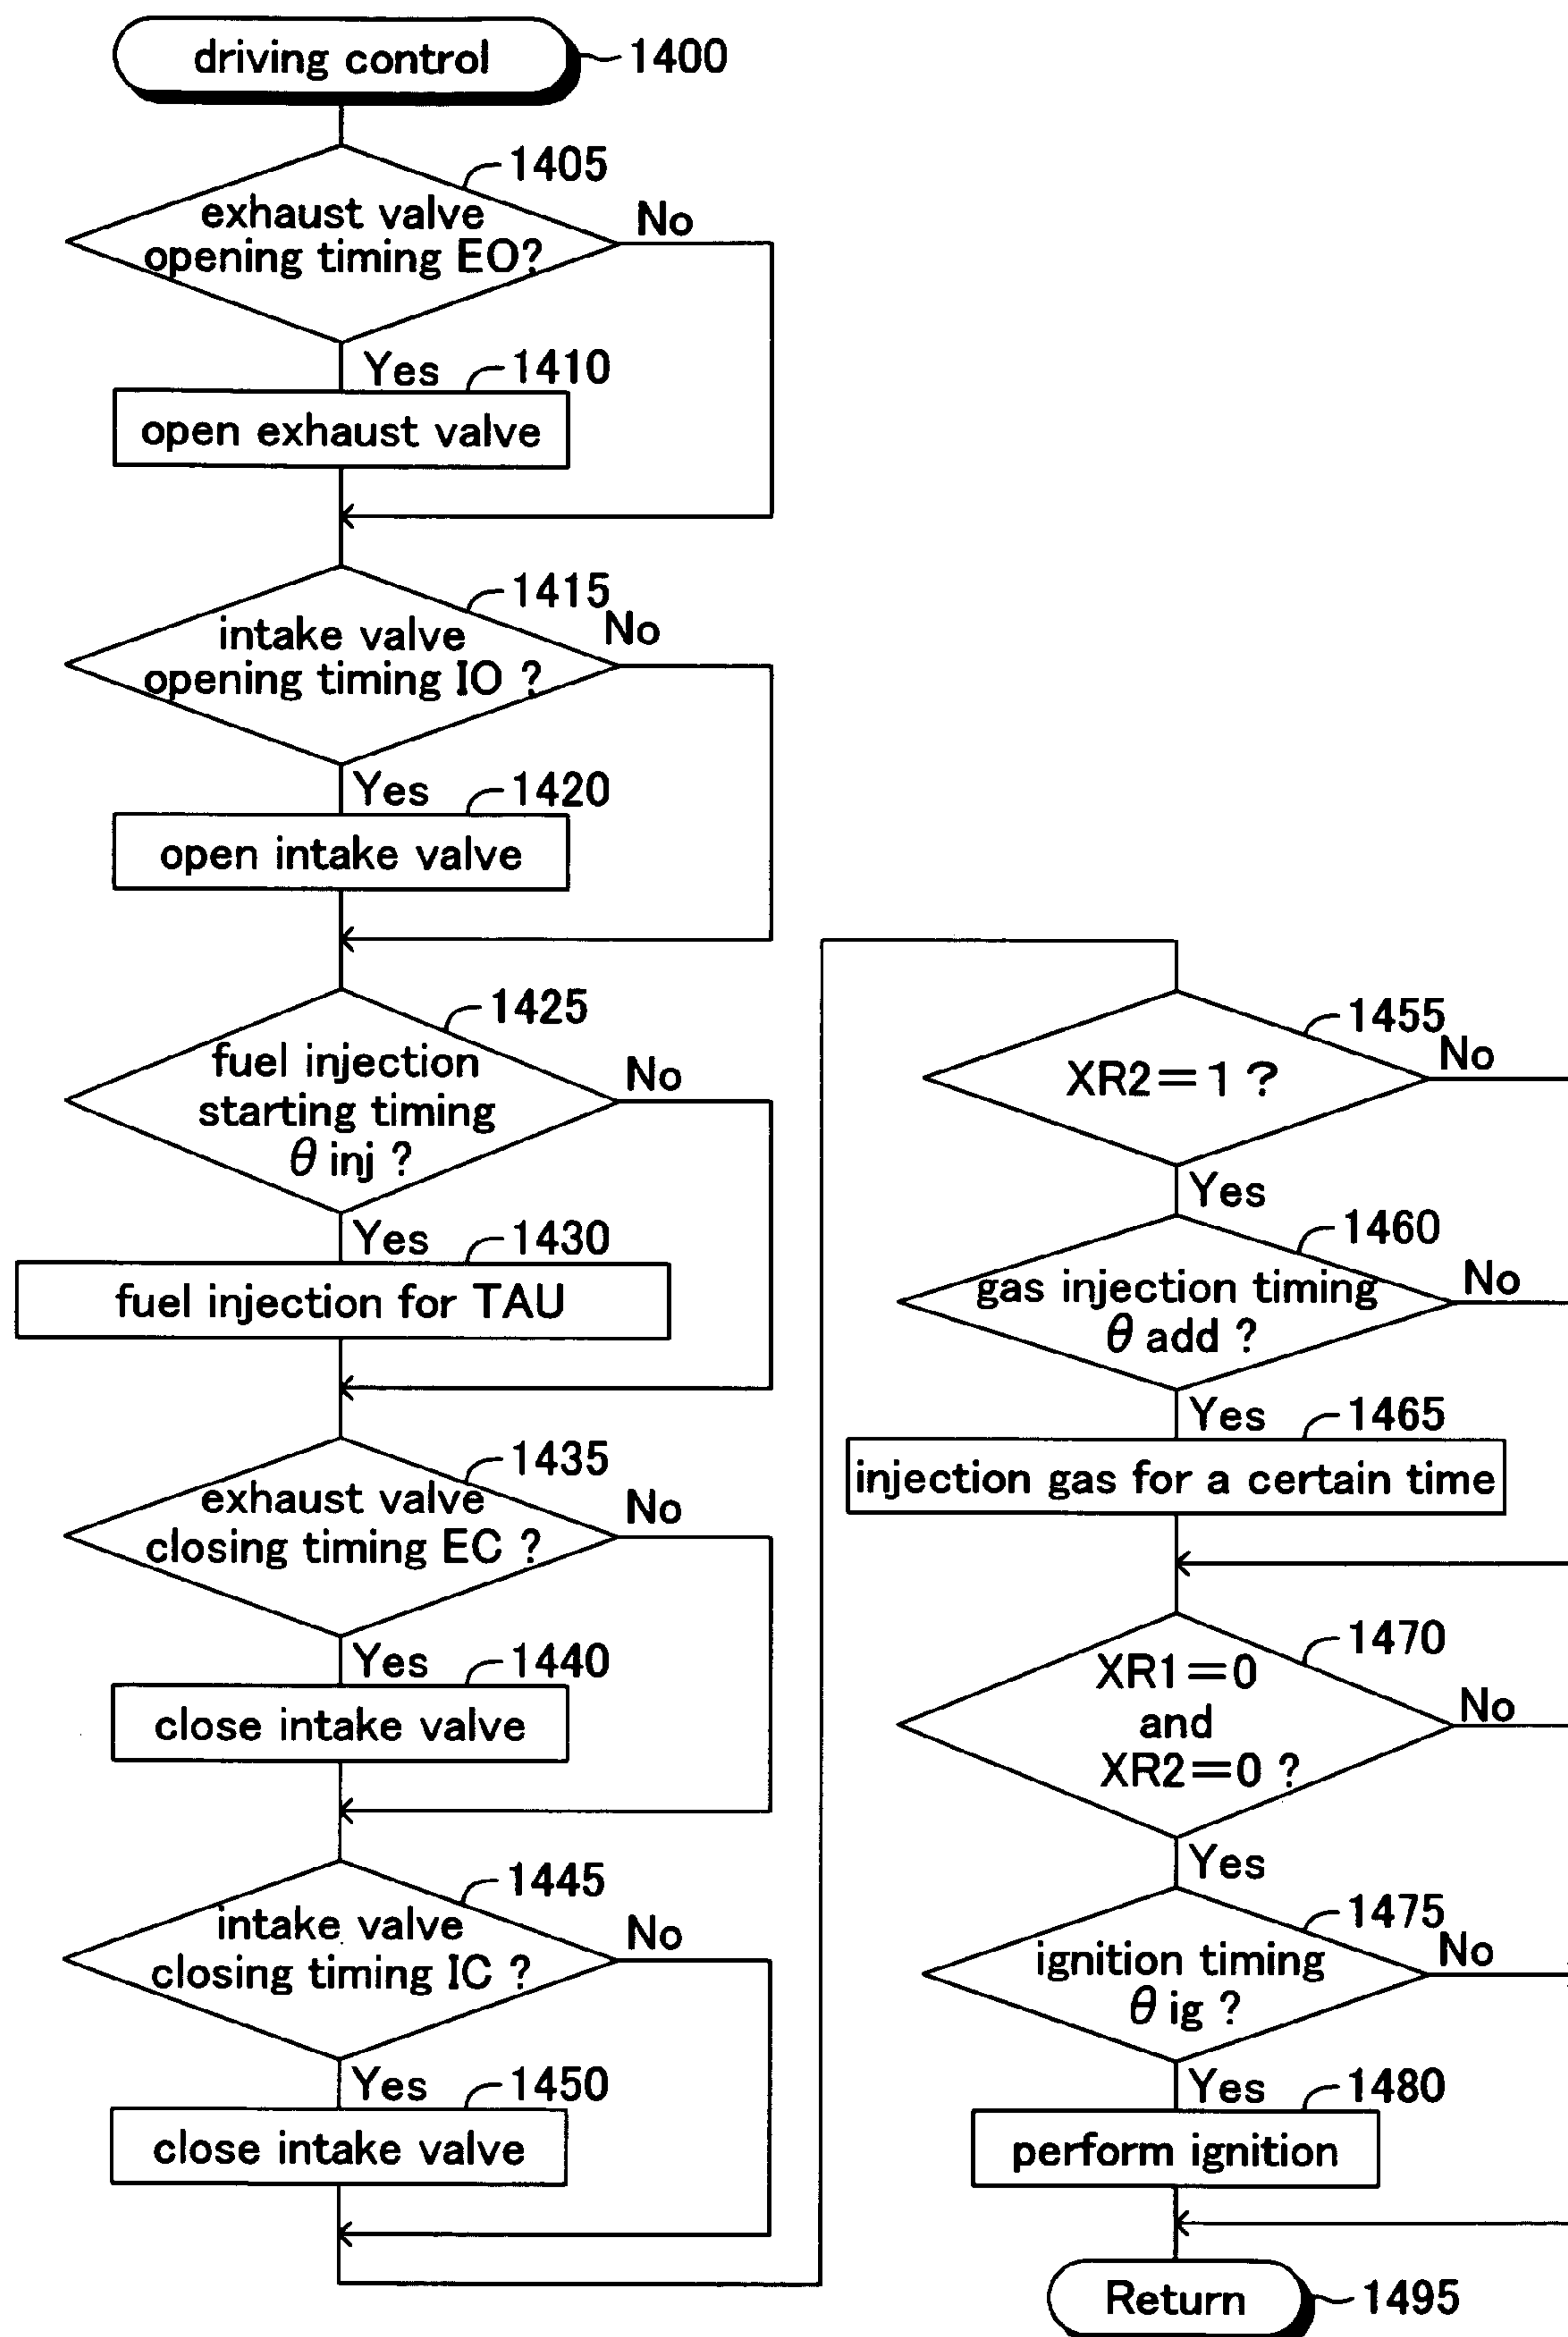 driving control
1400
1405
exhaust valve
opening timing EO?
No
Yes
1410
open exhaust valve
1415
intake valve
opening timing IO ?
No
Yes
1420
open intake valve
1425
fuel injection
starting timing
θ inj ?
No
Yes
1430
fuel injection for TAU
1435
exhaust valve
closing timing EC ?
No
Yes
1440
close intake valve
1445
intake valve
closing timing IC ?
No
Yes
1450
close intake valve
1455
XR2=1 ?
No
Yes
1460
gas injection timing
θ add ?
No
Yes
1465
injection gas for a certain time
1470
XR1=0
and
XR2=0 ?
No
Yes
1475
ignition timing
θ ig ?
No
Yes
1480
perform ignition
Return
1495